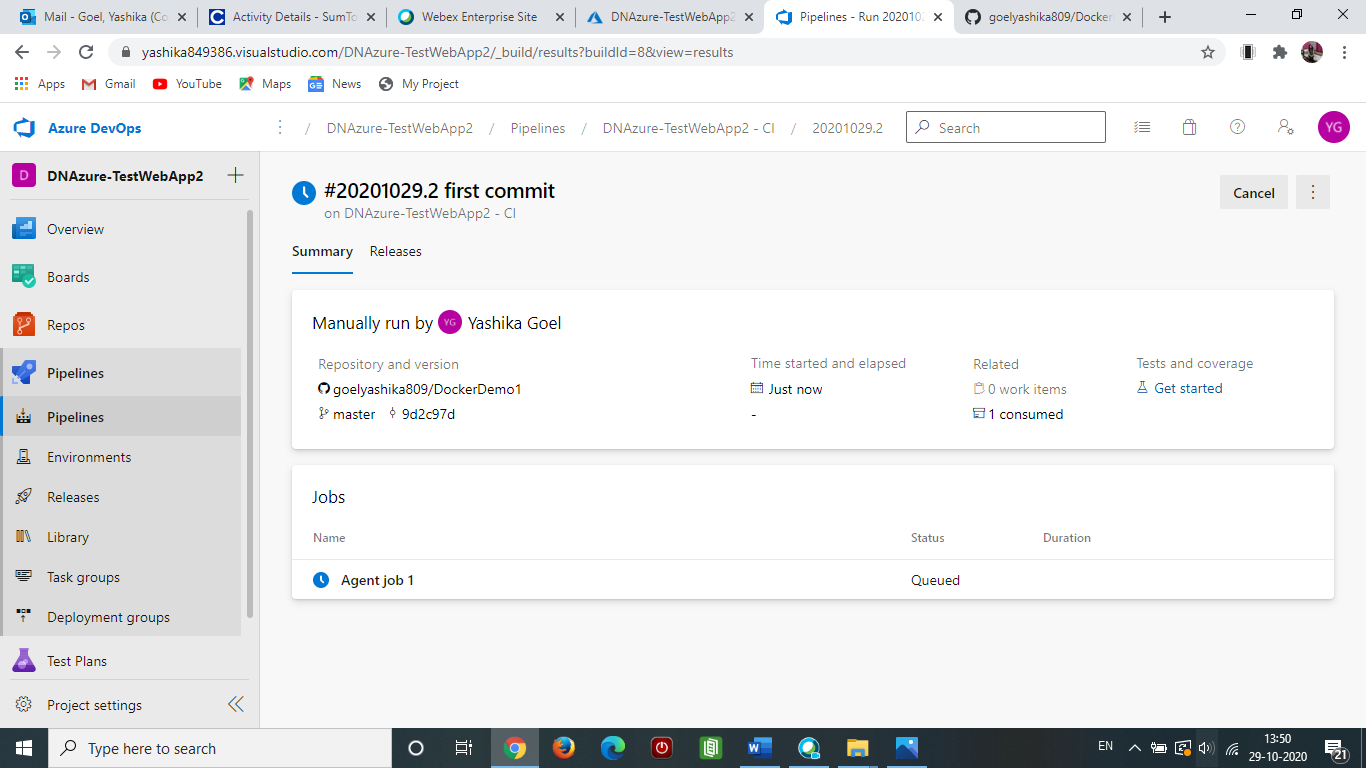 Mail - Goel, Yashika (Co
Activity Details - SumTo
Webex Enterprise Site
DNAzure-TestWebApp2
Pipelines - Run 202010
goelyashika809/Docker
yashika849386.visualstudio.com/DNAzure-TestWebApp2/_build/results?buildId=8&view=results
Apps
Gmail
YouTube
Maps
News
My Project
Azure DevOps
/ DNAzure-TestWebApp2 / Pipelines / DNAzure-TestWebApp2 - CI / 20201029.2
Search
YG
D DNAzure-TestWebApp2
Overview
Boards
Repos
Pipelines
Pipelines
Environments
Releases
Library
Task groups
Deployment groups
Test Plans
Project settings
#20201029.2 first commit
on DNAzure-TestWebApp2 - CI
Cancel
Summary
Releases
Manually run by YG Yashika Goel
Repository and version
goelyashika809/DockerDemo1
master 9d2c97d
Time started and elapsed
Just now
-
Related
0 work items
1 consumed
Tests and coverage
Get started
Jobs
Name Status Duration
Agent job 1 Queued
Type here to search
EN
13:50
29-10-2020
21